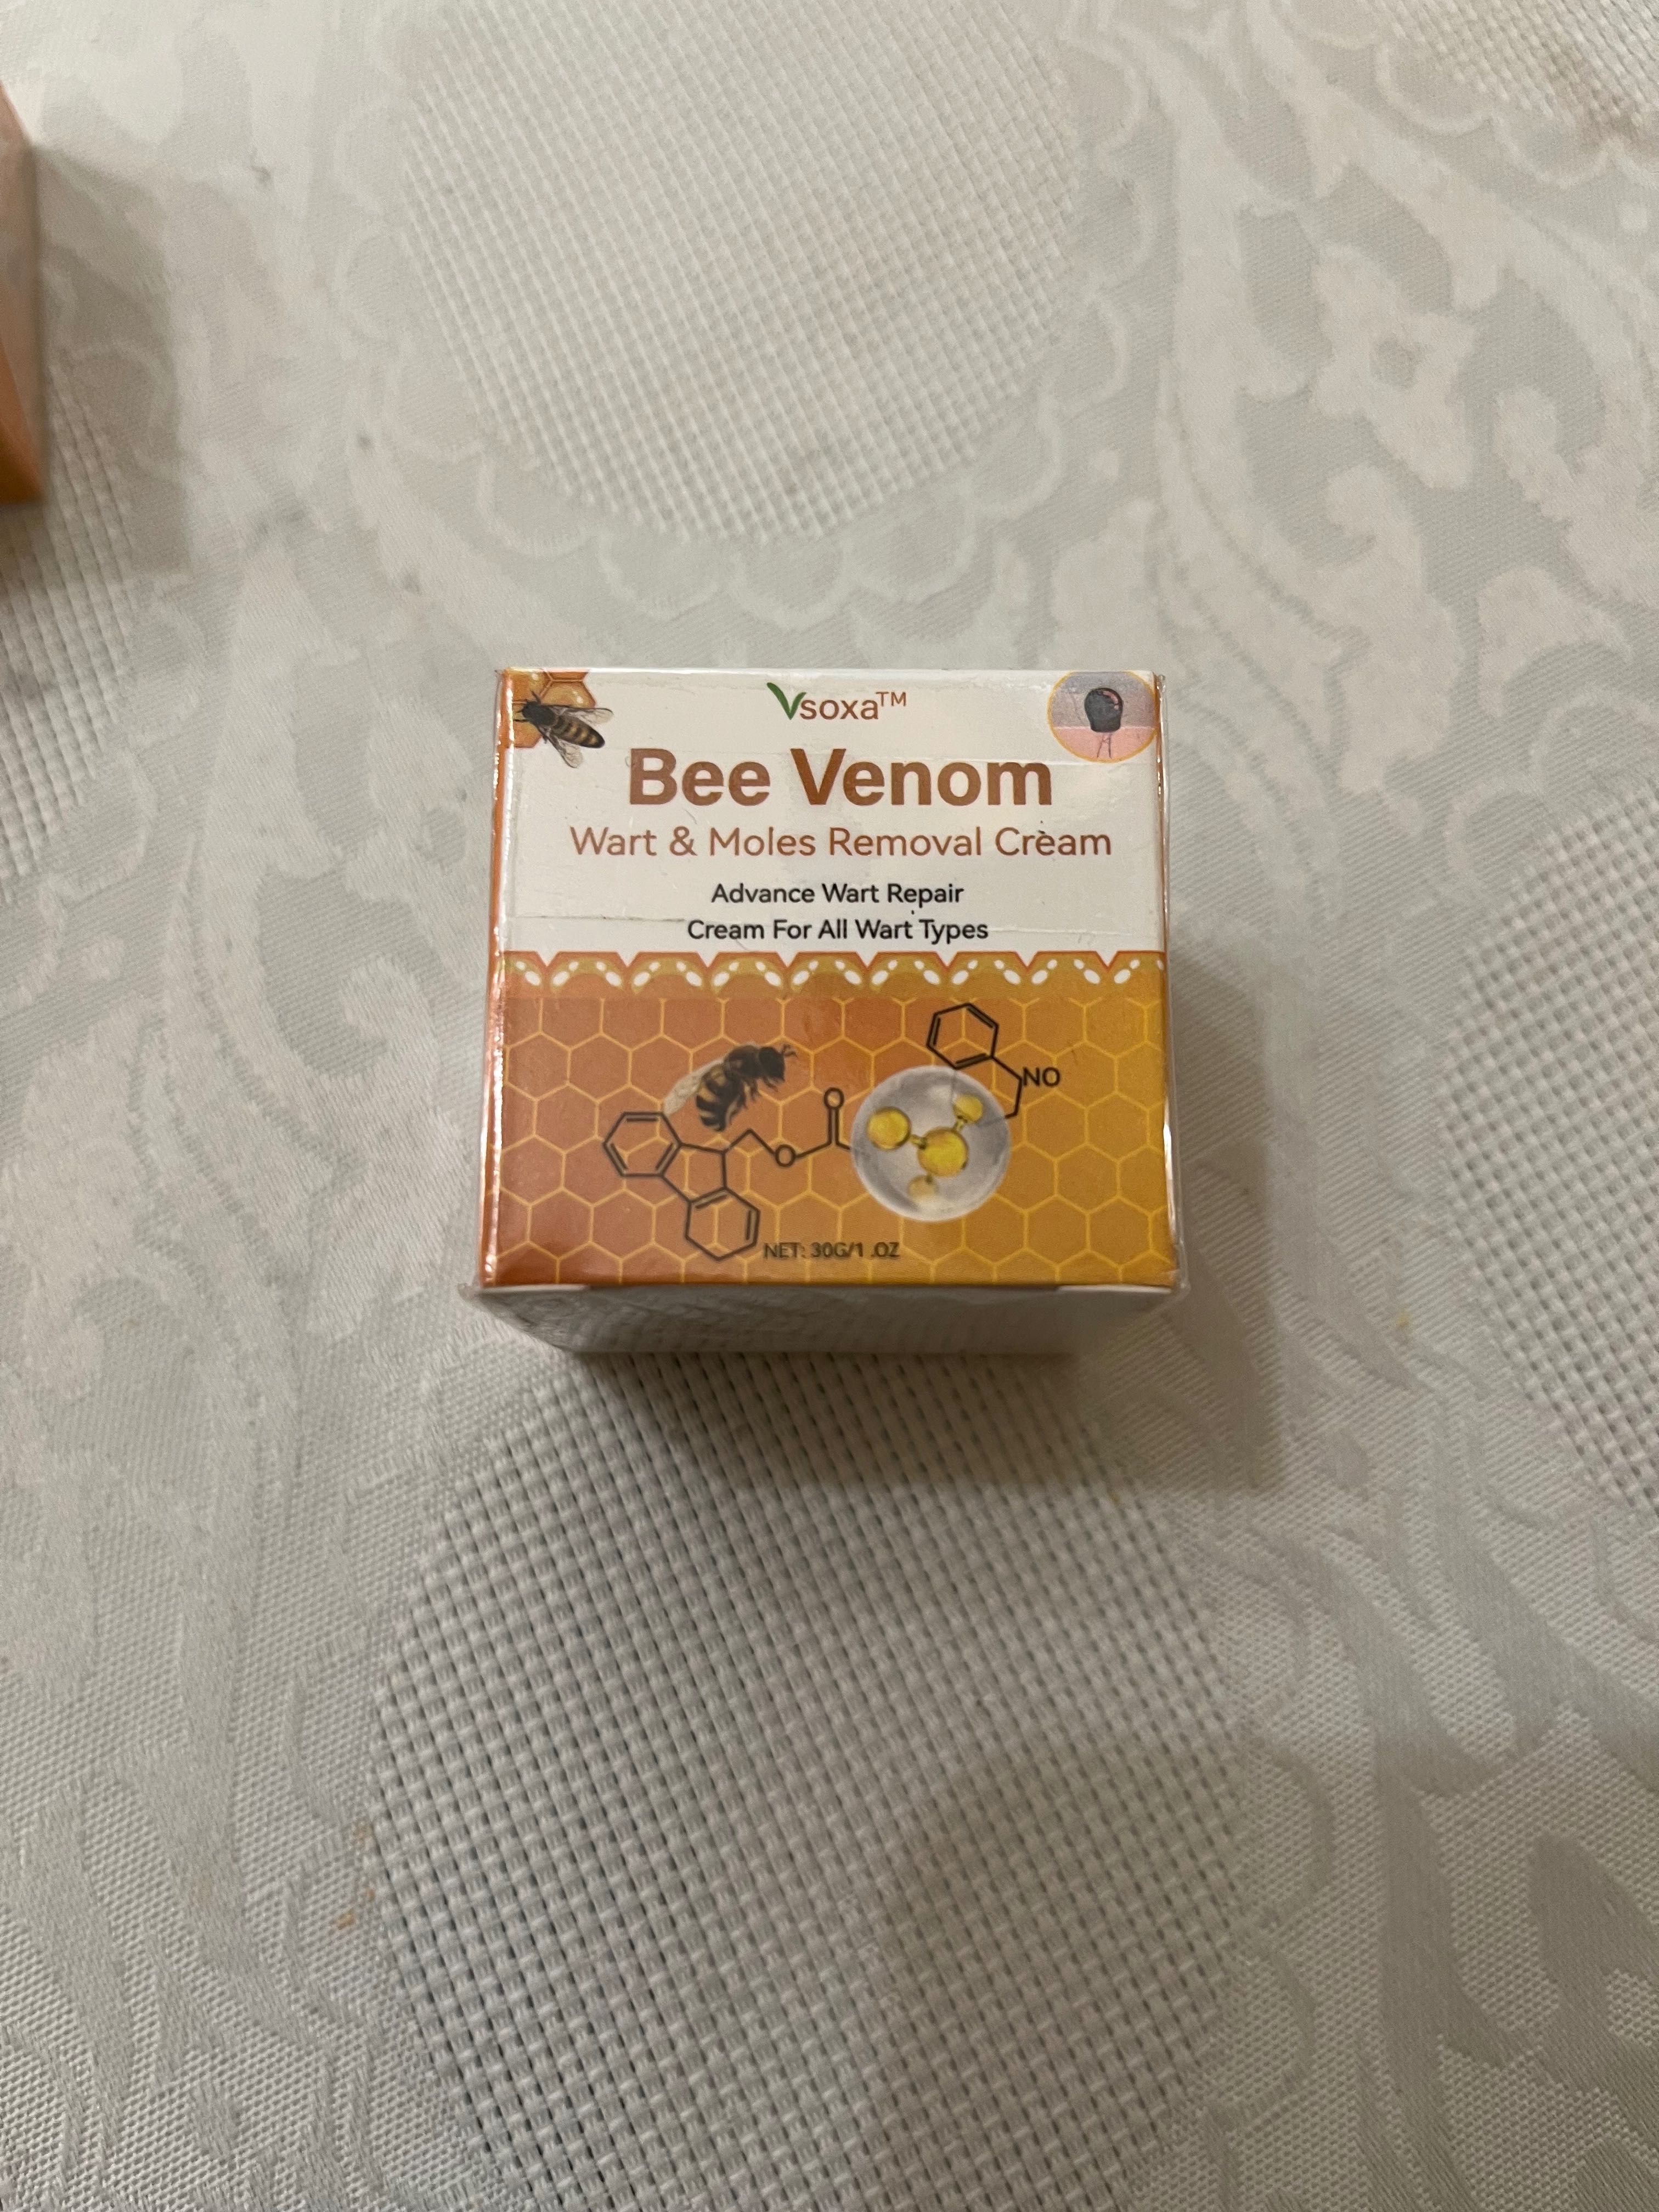 Vsoxa™
Bee Venom
Wart & Moles Removal Cream
Advance Wart Repair
Cream For All Wart Types
NO
O
O
NET: 30G/1 .OZ